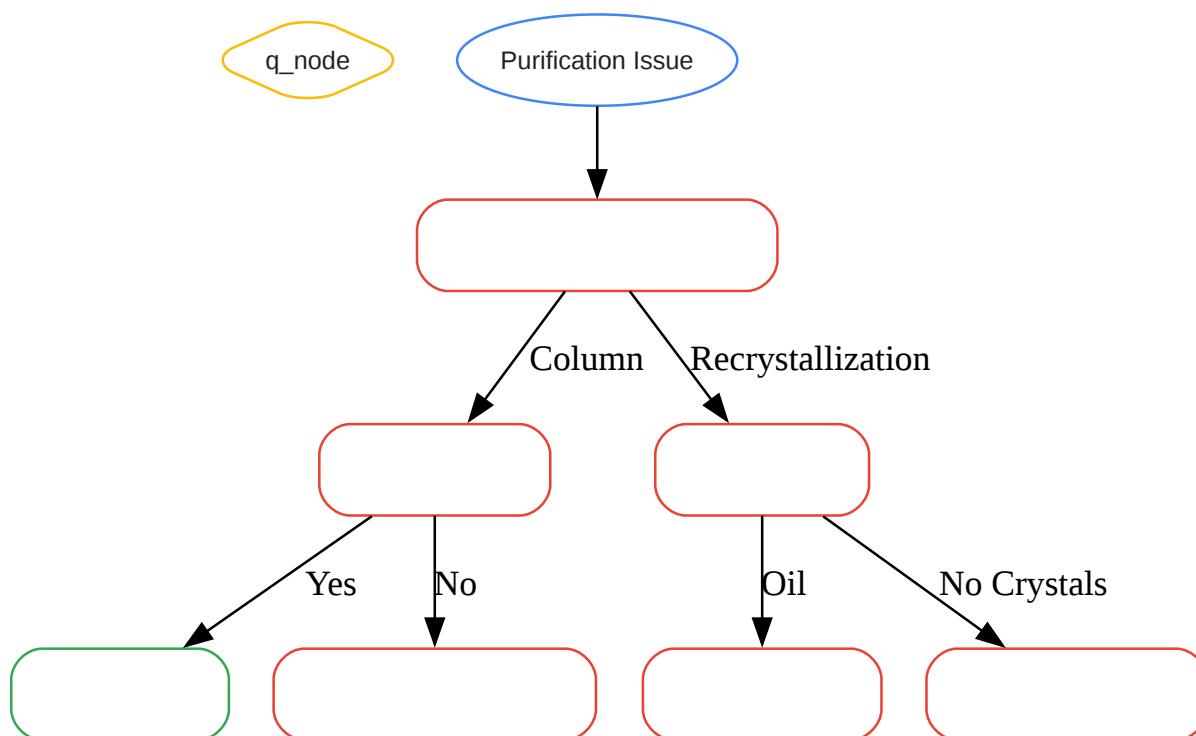 q_node
Purification Issue
Column
Recrystallization
Yes
No
Oil
No Crystals